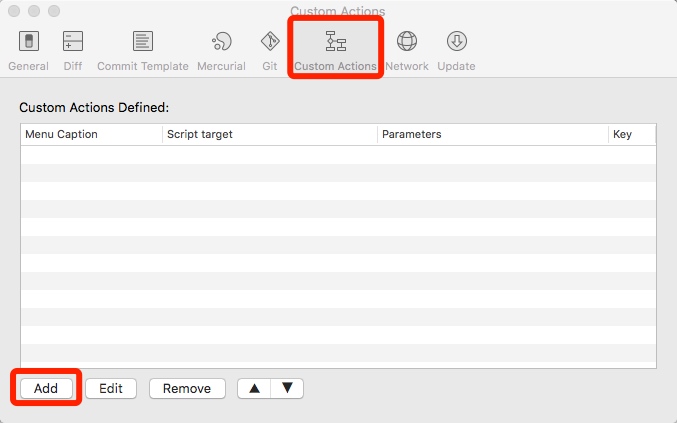 Custom Actions
General Diff Commit Template Mercurial Git Custom Actions Network Update
Custom Actions Defined:
Menu Caption Script target Parameters Key
Add Edit Remove ▲ ▼